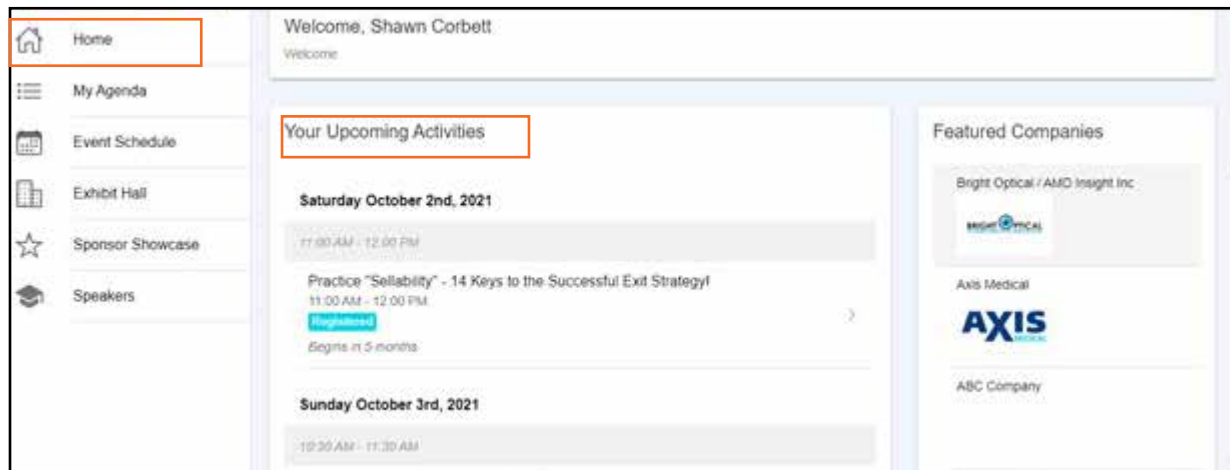 Home
My Agenda
Event Schedule
Exhibit Hall
Sponsor Showcase
Speakers
Welcome, Shawn Corbett
Welcome
Your Upcoming Activities
Saturday October 2nd, 2021
11:00 AM - 12:00 PM
Practice "Sellability" - 14 Keys to the Successful Exit Strategy!
11:00 AM - 12:00 PM
Registered
Begins in 5 months
Sunday October 3rd, 2021
10:30 AM - 11:30 AM
Featured Companies
Bright Optical / AMD Insight Inc
BRIGHT OPTICAL
Axis Medical
AXIS
MEDICAL
ABC Company